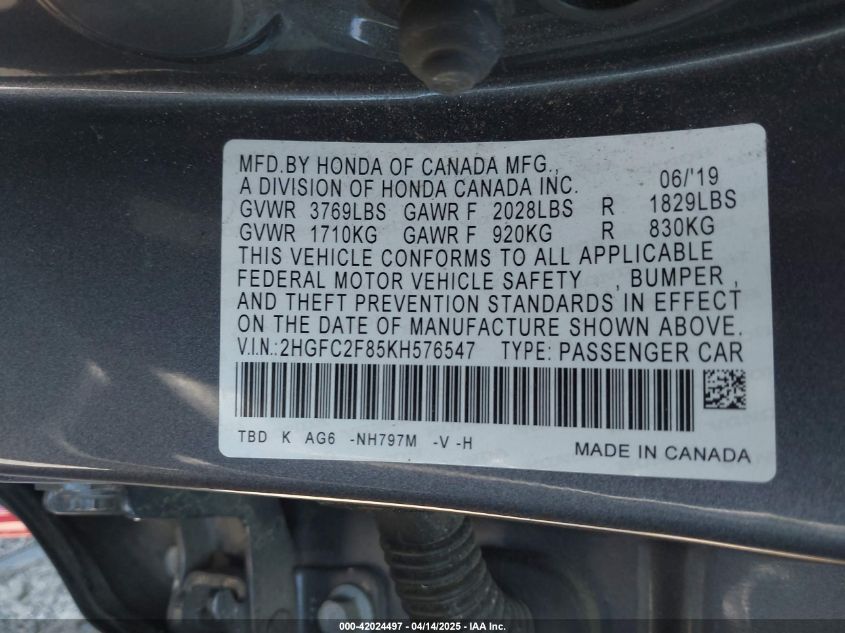 MFD.BY HONDA OF CANADA MFG.,
A DIVISION OF HONDA CANADA INC. 06/'19
GVWR 3769LBS GAWR F 2028LBS R 1829LBS
GVWR 1710KG GAWR F 920KG R 830KG
THIS VEHICLE CONFORMS TO ALL APPLICABLE
FEDERAL MOTOR VEHICLE SAFETY , BUMPER ,
AND THEFT PREVENTION STANDARDS IN EFFECT
ON THE DATE OF MANUFACTURE SHOWN ABOVE.
V.I.N.:2HGFC2F85KH576547 TYPE: PASSENGER CAR
TBD K AG6 -NH797M -V -H MADE IN CANADA
000-42024497 - 04/14/2025 - IAA Inc.